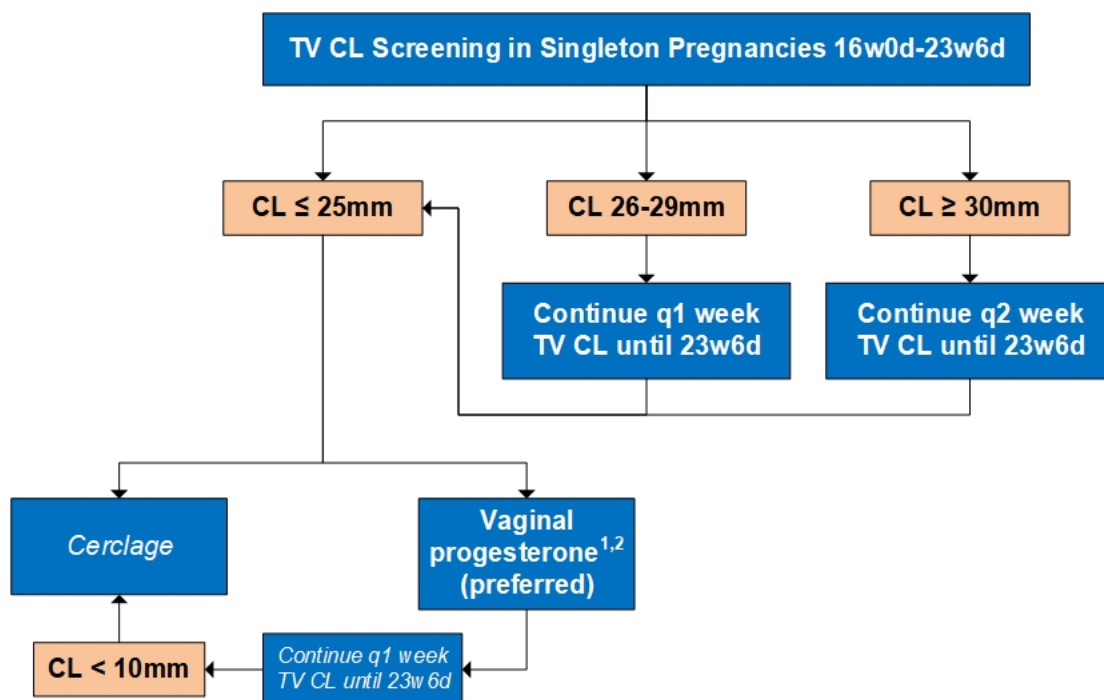 TV CL Screening in Singleton Pregnancies 16w0d-23w6d
CL ≤ 25mm
CL 26-29mm
CL ≥ 30mm
Continue q1 week
TV CL until 23w6d
Continue q2 week
TV CL until 23w6d
Cerclage
Vaginal
progesterone¹,²
(preferred)
CL < 10mm
Continue q1 week
TV CL until 23w6d